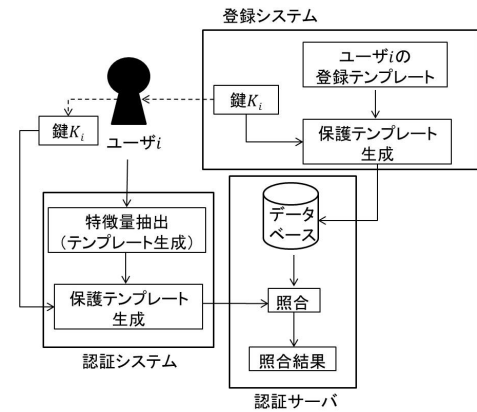 登録システム
ユーザiの
登録テンプレート
鍵K_i
鍵K_i
ユーザi
保護テンプレート
生成
特徴量抽出
(テンプレート生成)
データ
ベース
保護テンプレート
生成
照合
照合結果
認証システム
認証サーバ